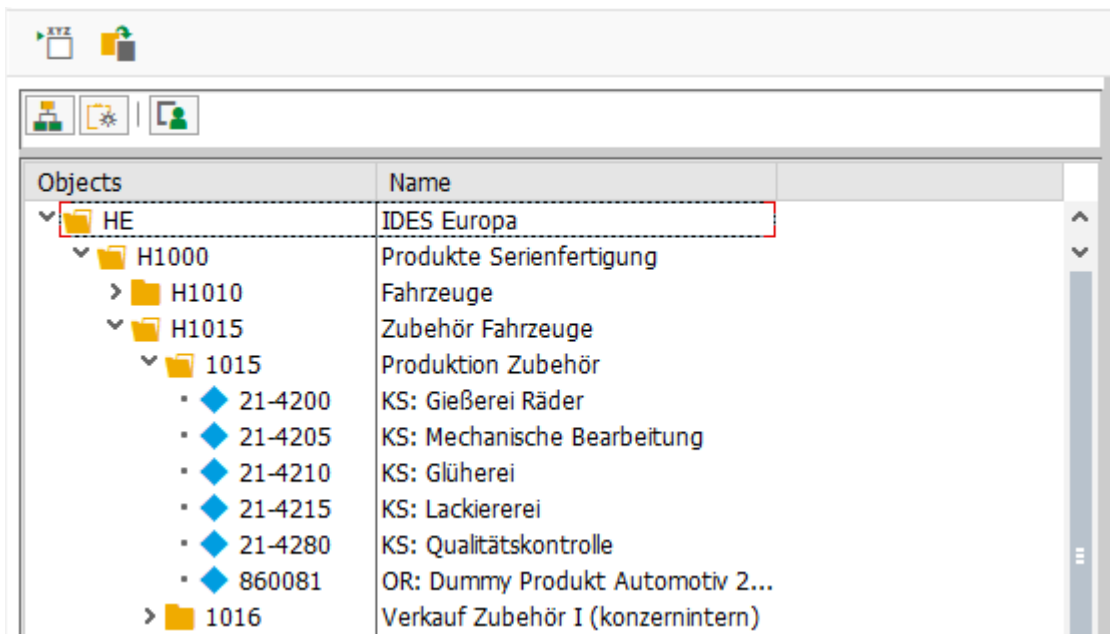 XYZ
Objects Name
HE IDES Europa
H1000 Produkte Serienfertigung
H1010 Fahrzeuge
H1015 Zubehör Fahrzeuge
1015 Produktion Zubehör
21-4200 KS: Gießerei Räder
21-4205 KS: Mechanische Bearbeitung
21-4210 KS: Glüherei
21-4215 KS: Lackiererei
21-4280 KS: Qualitätskontrolle
860081 OR: Dummy Produkt Automotiv 2...
1016 Verkauf Zubehör I (konzernintern)